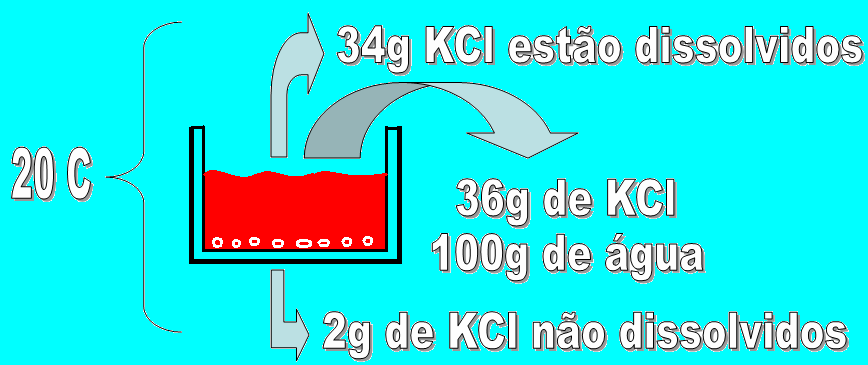 34g KCl estão dissolvidos
20 C
36g de KCl
100g de água
2g de KCl não dissolvidos